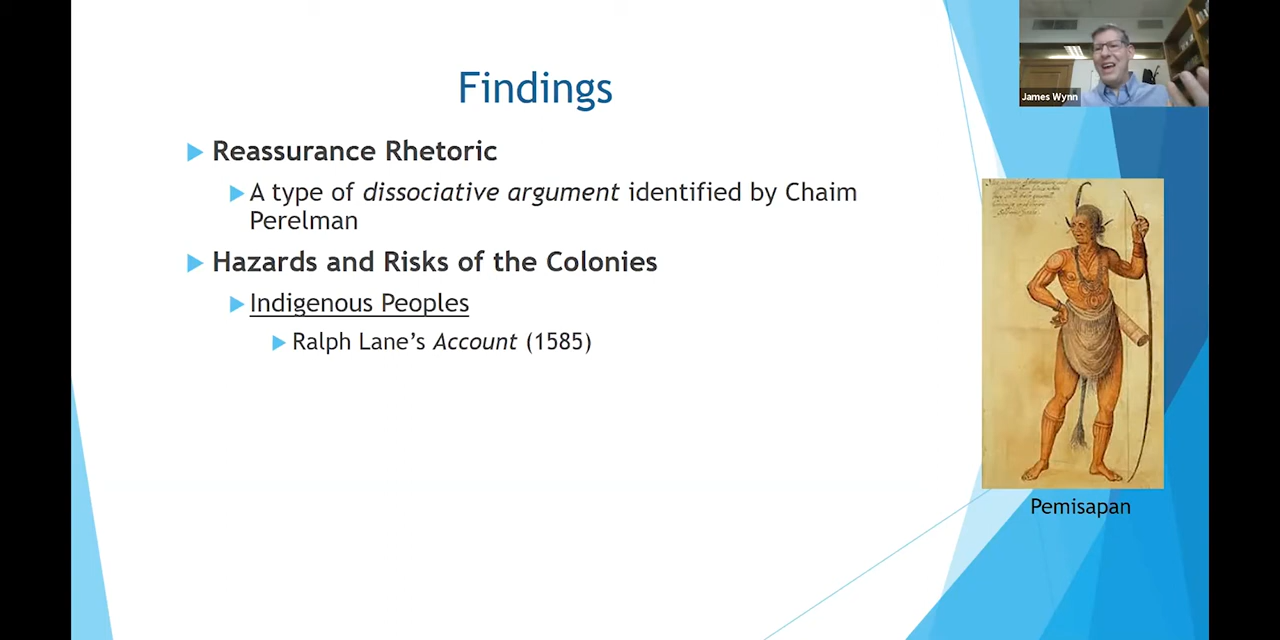 Findings
Reassurance Rhetoric
A type of dissociative argument identified by Chaim
Perelman
Hazards and Risks of the Colonies
Indigenous Peoples
Ralph Lane's Account (1585)
James Wynn
Pemisapan